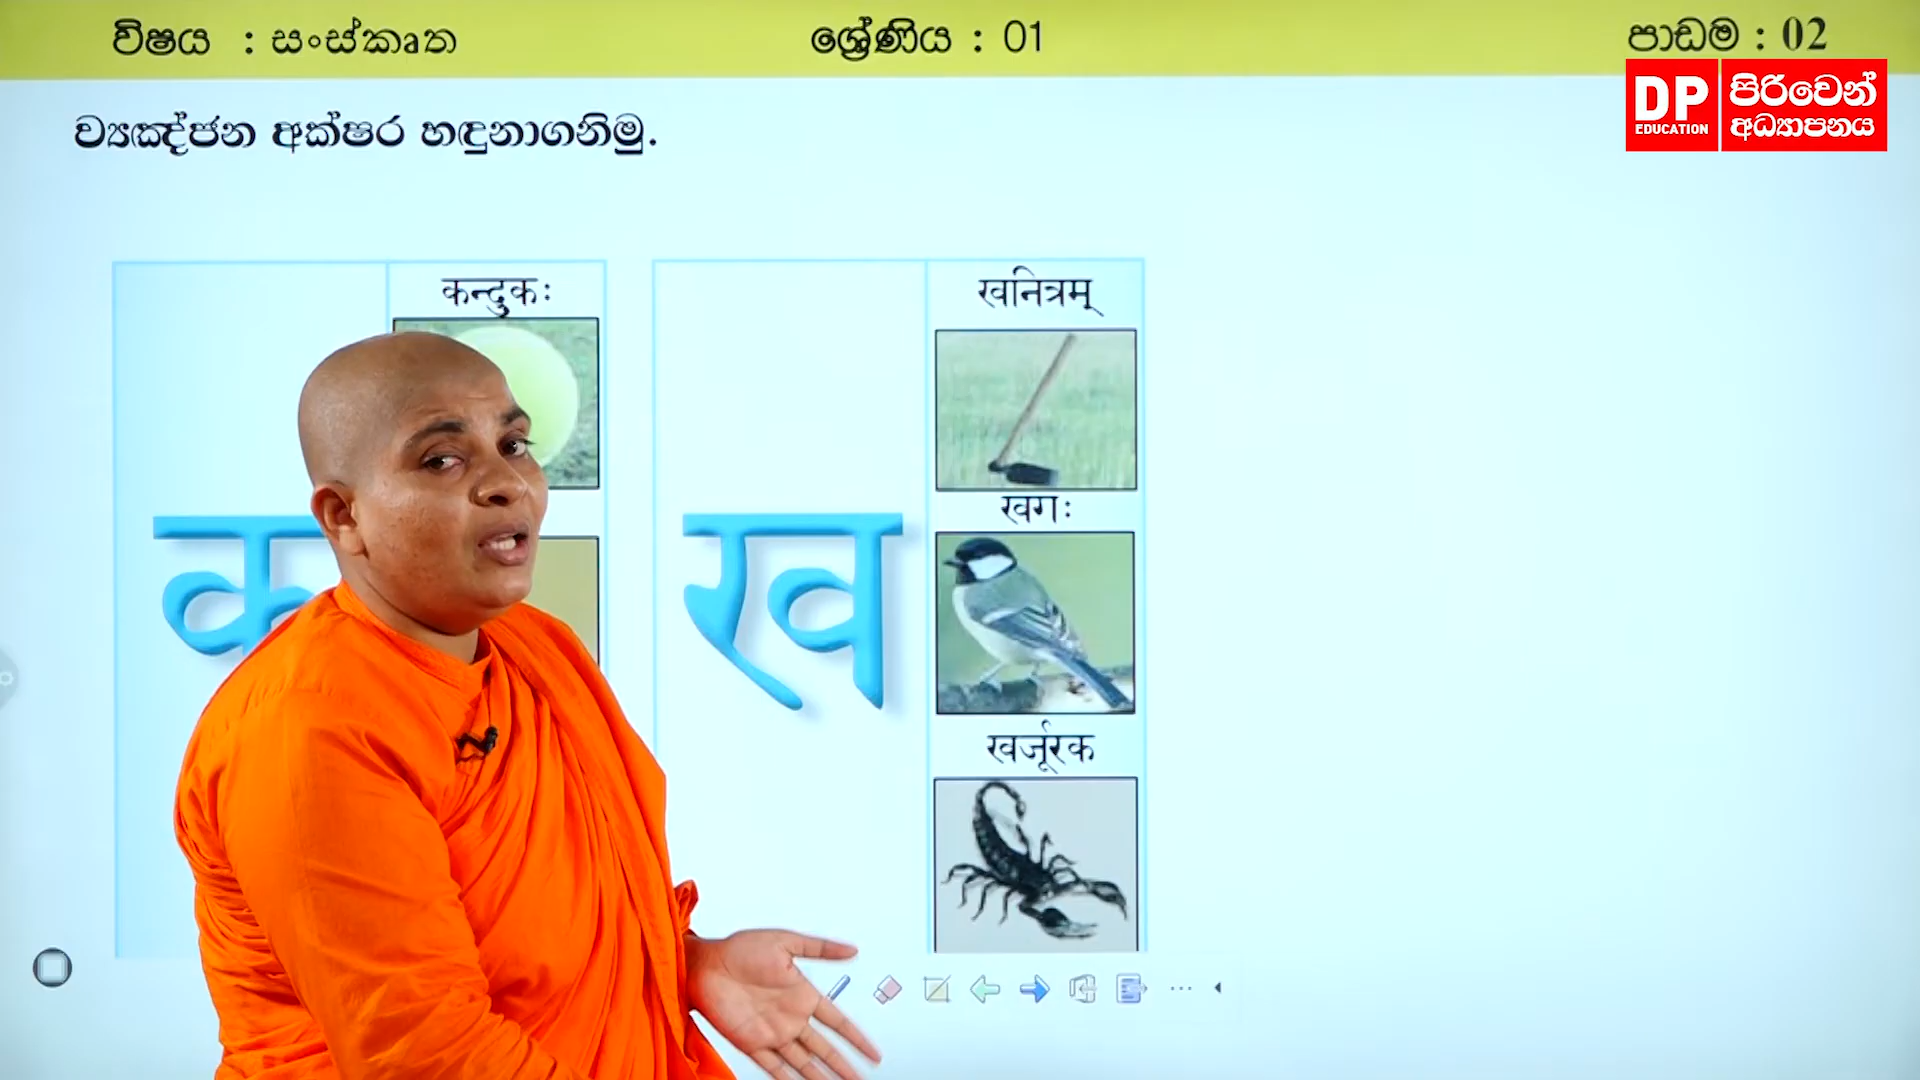 විෂය : සංස්කෘත
ශ්‍රේණිය : 01
පාඩම : 02
DP
EDUCATION
පිරිවෙන්
අධ්‍යාපනය
ව්‍යඤ්ජන අක්ෂර හඳුනාගනිමු.
कन्दुकः
क
खनित्रम्
ख
खगः
खर्जूरक